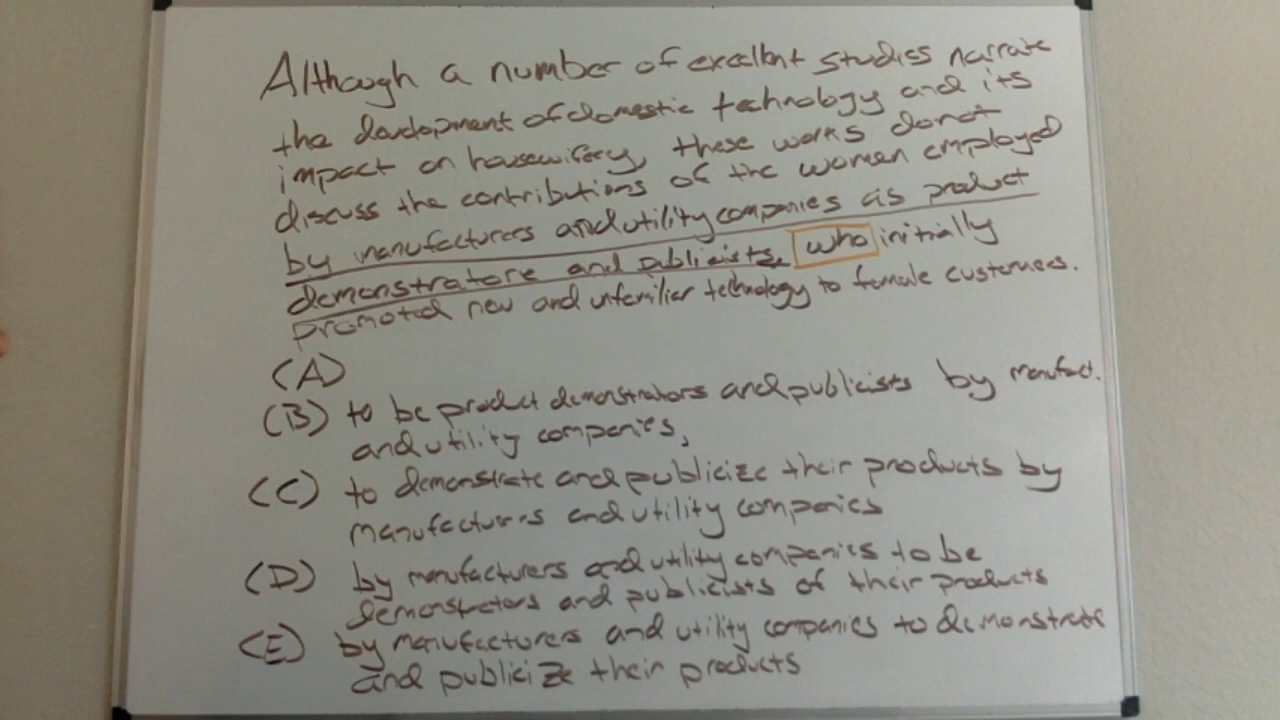 Although a number of excellent studies narrate
the development of domestic technology and its
impact on housewifery, these works do not
discuss the contributions of the women employed
by manufacturers and utility companies as product
demonstrators and publicists, who initially
promoted new and unfamiliar technology to female customers.
(A)
(B) to be product demonstrators and publicists by manufact.
and utility companies,
(C) to demonstrate and publicize their products by
manufacturers and utility companies
(D) by manufacturers and utility companies to be
demonstrators and publicists of their products
(E) by manufacturers and utility companies to demonstrate
and publicize their products